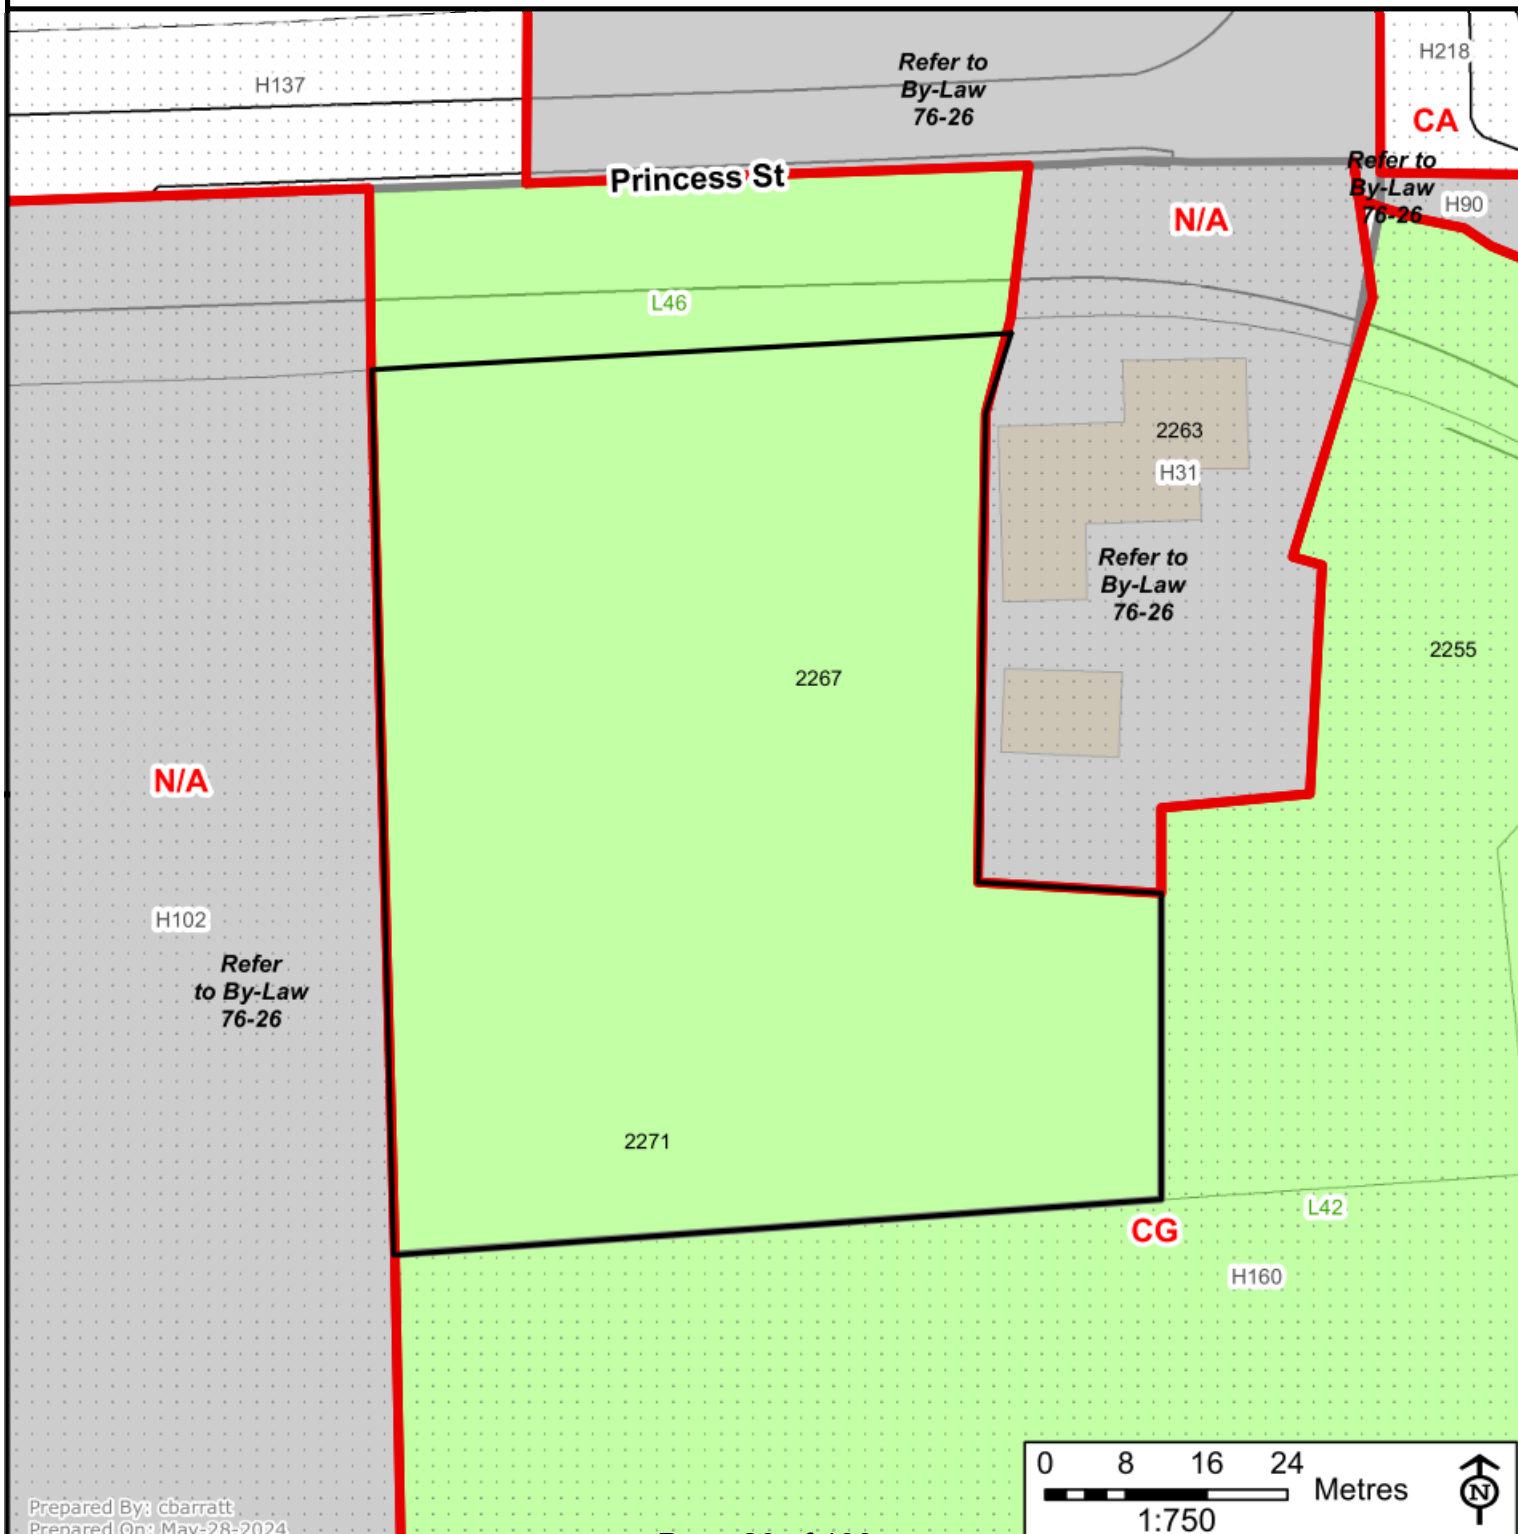 H137
Refer to
By-Law
76-26
H218
CA
Princess St
Refer to
By-Law
76-26
H90
N/A
L46
2263
H31
Refer to
By-Law
76-26
2255
2267
N/A
H102
Refer
to By-Law
76-26
2271
L42
CG
H160
0 8 16 24
Metres
1:750
N
Prepared By: cbarratt
Prepared On: May-28-2024